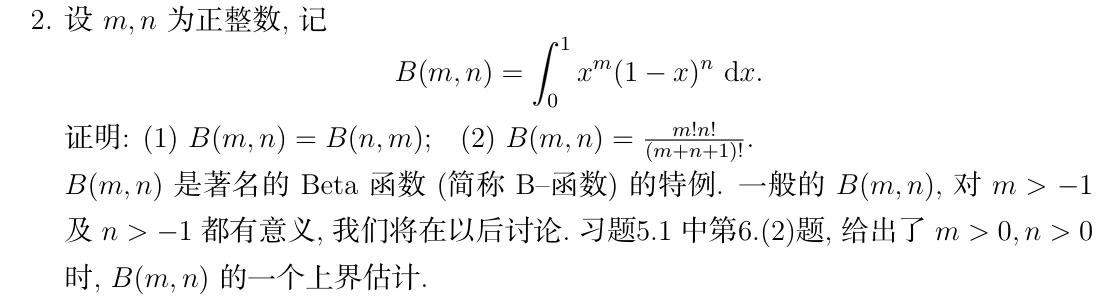 2. 设 m, n 为正整数, 记
B(m, n) = ∫₀¹ xᵐ(1 − x)ⁿ dx.
证明: (1) B(m, n) = B(n, m); (2) B(m, n) = m!n!/(m+n+1)!.
B(m, n) 是著名的 Beta 函数 (简称 B–函数) 的特例. 一般的 B(m, n), 对 m > −1
及 n > −1 都有意义, 我们将在以后讨论. 习题5.1 中第6.(2)题, 给出了 m > 0, n > 0
时, B(m, n) 的一个上界估计.